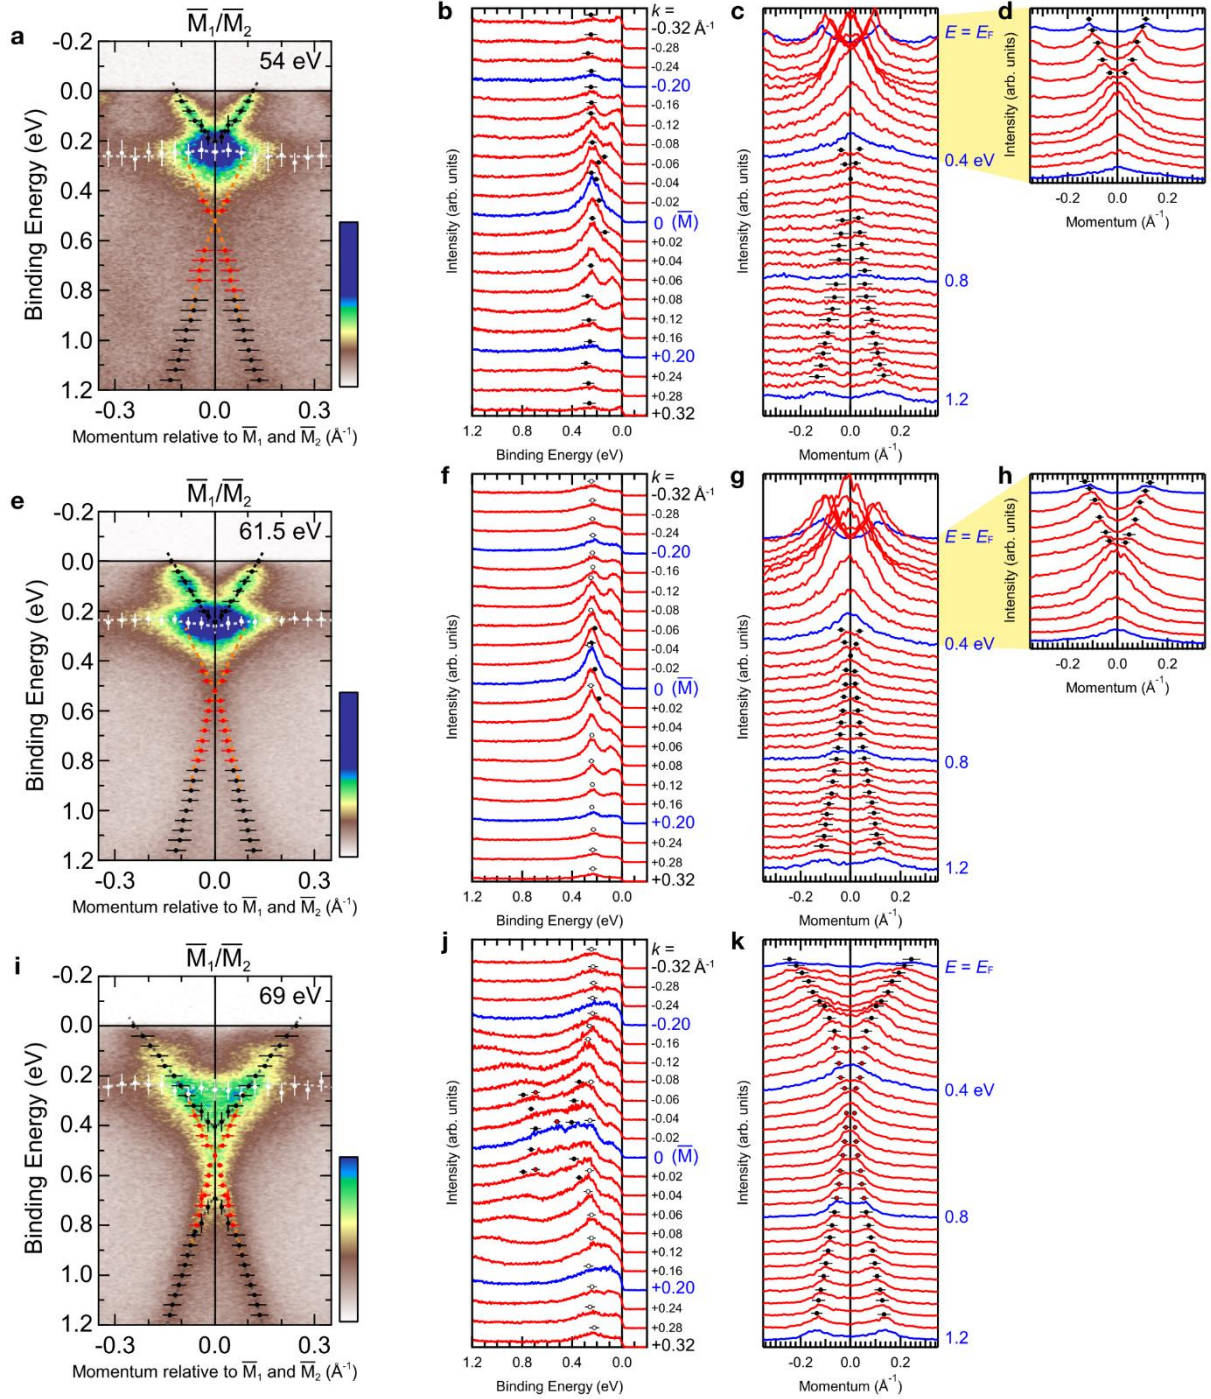 a
M̅₁/M̅₂
54 eV
-0.2
0.0
0.2
0.4
0.6
0.8
1.0
1.2
Binding Energy (eV)
-0.3 0.0 0.3
Momentum relative to M̅₁ and M̅₂ (Å⁻¹)
b
k =
-0.32 Å⁻¹
-0.28
-0.24
-0.20
-0.16
-0.12
-0.08
-0.06
-0.04
-0.02
0 (M̅)
+0.02
+0.04
+0.06
+0.08
+0.12
+0.16
+0.20
+0.24
+0.28
+0.32
Intensity (arb. units)
1.2 0.8 0.4 0.0
Binding Energy (eV)
c
E = E_F
0.4 eV
0.8
1.2
Intensity (arb. units)
-0.2 0.0 0.2
Momentum (Å⁻¹)
d
Intensity (arb. units)
-0.2 0.0 0.2
Momentum (Å⁻¹)
e
M̅₁/M̅₂
61.5 eV
-0.2
0.0
0.2
0.4
0.6
0.8
1.0
1.2
Binding Energy (eV)
-0.3 0.0 0.3
Momentum relative to M̅₁ and M̅₂ (Å⁻¹)
f
k =
-0.32 Å⁻¹
-0.28
-0.24
-0.20
-0.16
-0.12
-0.08
-0.06
-0.04
-0.02
0 (M̅)
+0.02
+0.04
+0.06
+0.08
+0.12
+0.16
+0.20
+0.24
+0.28
+0.32
Intensity (arb. units)
1.2 0.8 0.4 0.0
Binding Energy (eV)
g
E = E_F
0.4 eV
0.8
1.2
Intensity (arb. units)
-0.2 0.0 0.2
Momentum (Å⁻¹)
h
Intensity (arb. units)
-0.2 0.0 0.2
Momentum (Å⁻¹)
i
M̅₁/M̅₂
69 eV
-0.2
0.0
0.2
0.4
0.6
0.8
1.0
1.2
Binding Energy (eV)
-0.3 0.0 0.3
Momentum relative to M̅₁ and M̅₂ (Å⁻¹)
j
k =
-0.32 Å⁻¹
-0.28
-0.24
-0.20
-0.16
-0.12
-0.08
-0.06
-0.04
-0.02
0 (M̅)
+0.02
+0.04
+0.06
+0.08
+0.12
+0.16
+0.20
+0.24
+0.28
+0.32
Intensity (arb. units)
1.2 0.8 0.4 0.0
Binding Energy (eV)
k
E = E_F
0.4 eV
0.8
1.2
Intensity (arb. units)
-0.2 0.0 0.2
Momentum (Å⁻¹)